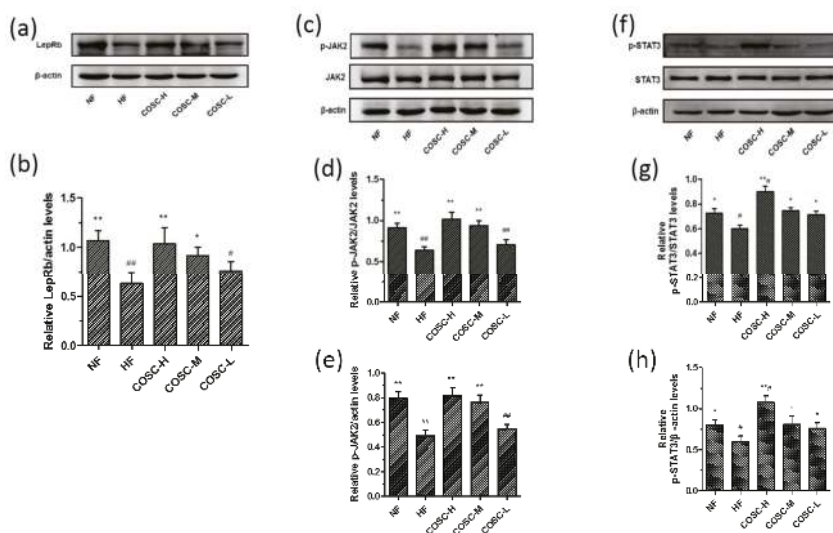 (a)
LepRb
β-actin
NF HF COSC-H COSC-M COSC-L
(b)
Relative LepRb/actin levels
1.5
1.0
0.5
0.0
** ## ** * #
NF HF COSC-H COSC-M COSC-L
(c)
p-JAK2
JAK2
β-actin
NF HF COSC-H COSC-M COSC-L
(d)
Relative p-JAK2/JAK2 levels
1.5
1.0
0.5
0.0
** ## ** ** ##
NF HF COSC-H COSC-M COSC-L
(e)
Relative p-JAK2/actin levels
1.0
0.8
0.6
0.4
0.2
0.0
** ** ** ##
NF HF COSC-H COSC-M COSC-L
(f)
p-STAT3
STAT3
β-actin
NF HF COSC-H COSC-M COSC-L
(g)
Relative
p-STAT3/STAT3 levels
1.0
0.8
0.6
0.4
0.2
0.0
* # **# * *
NF HF COSC-H COSC-M COSC-L
(h)
Relative
p-STAT3/β-actin levels
1.5
1.0
0.5
0.0
* # **# *
NF HF COSC-H COSC-M COSC-L